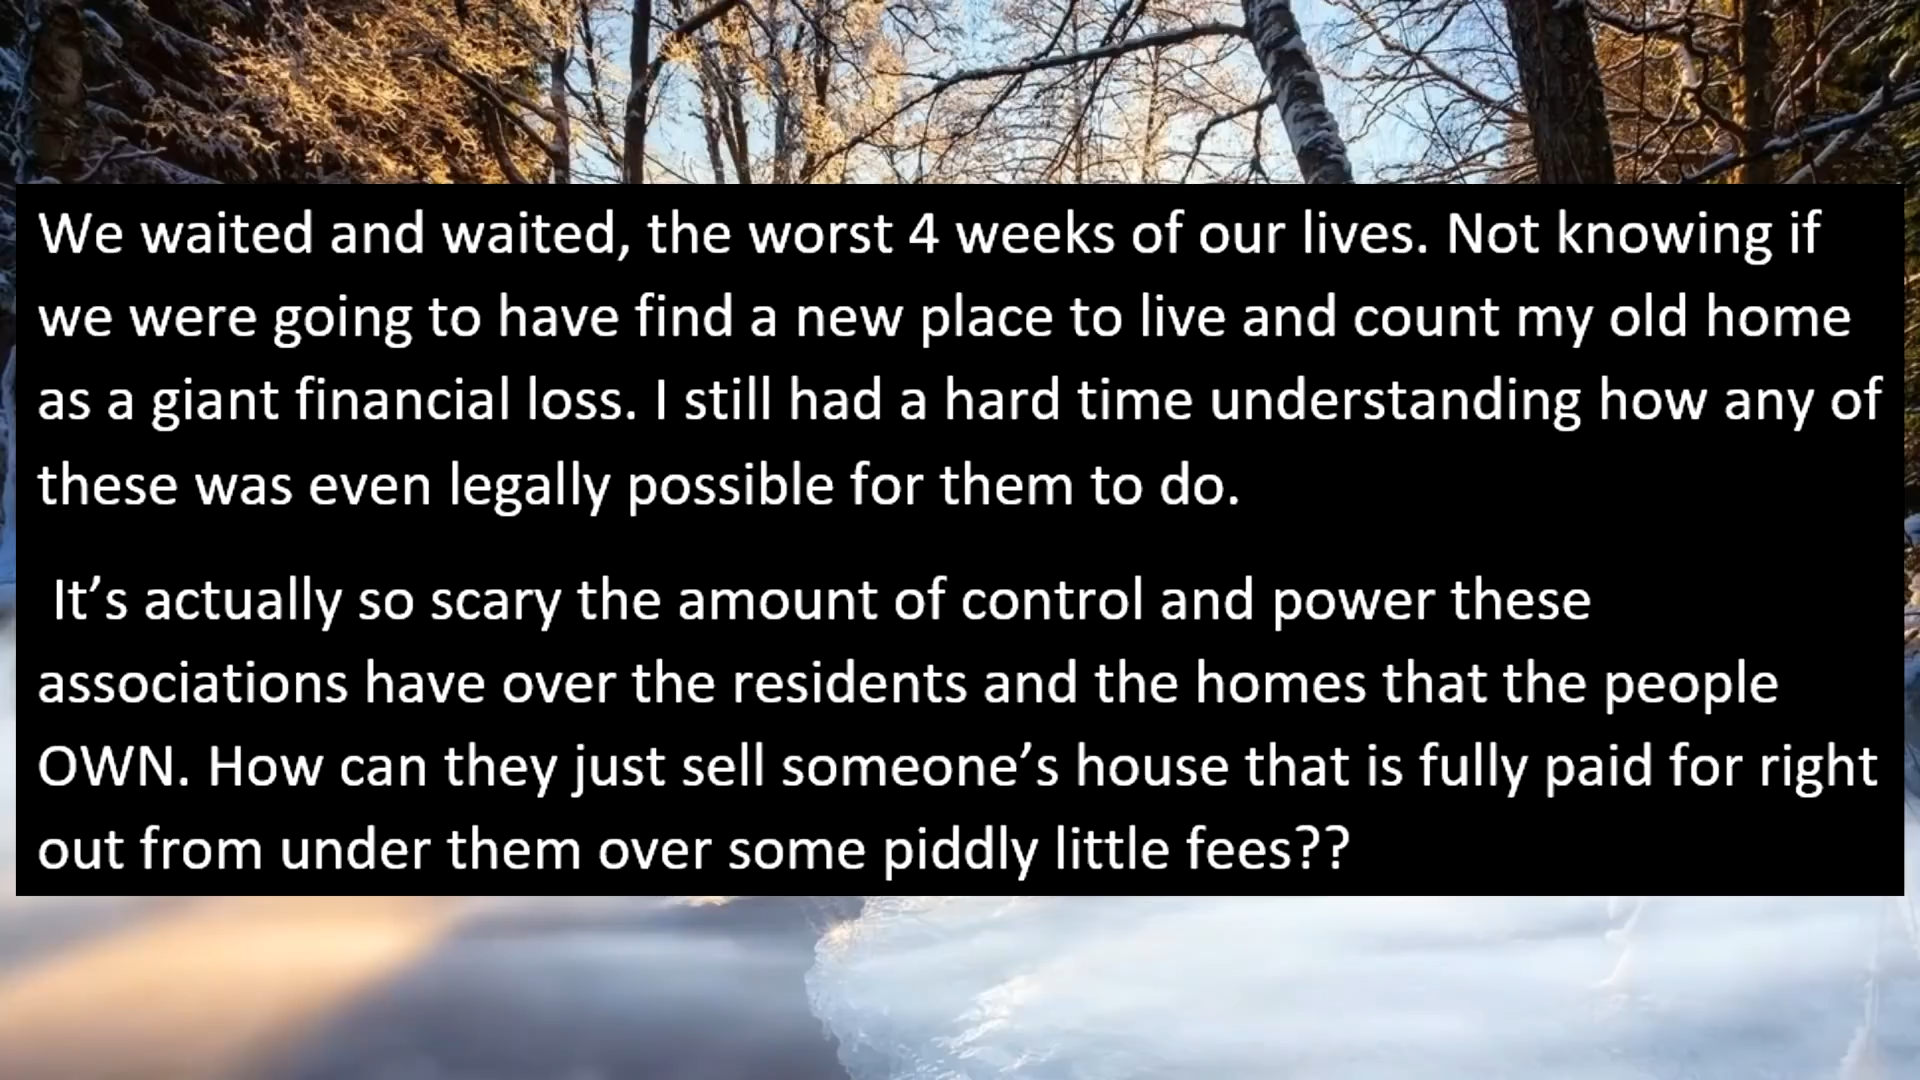 We waited and waited, the worst 4 weeks of our lives. Not knowing if
we were going to have find a new place to live and count my old home
as a giant financial loss. I still had a hard time understanding how any of
these was even legally possible for them to do.
It’s actually so scary the amount of control and power these
associations have over the residents and the homes that the people
OWN. How can they just sell someone’s house that is fully paid for right
out from under them over some piddly little fees??